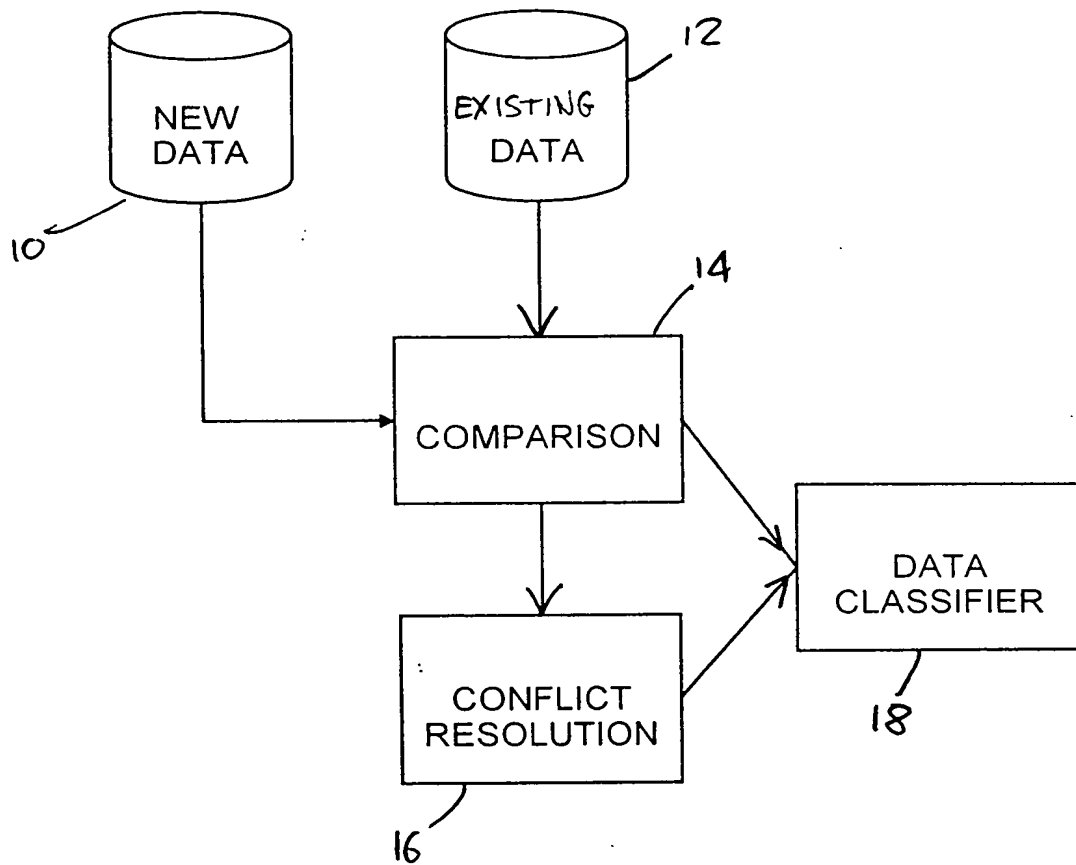 12
NEW
DATA
EXISTING
DATA
10
14
COMPARISON
DATA
CLASSIFIER
CONFLICT
RESOLUTION
18
16